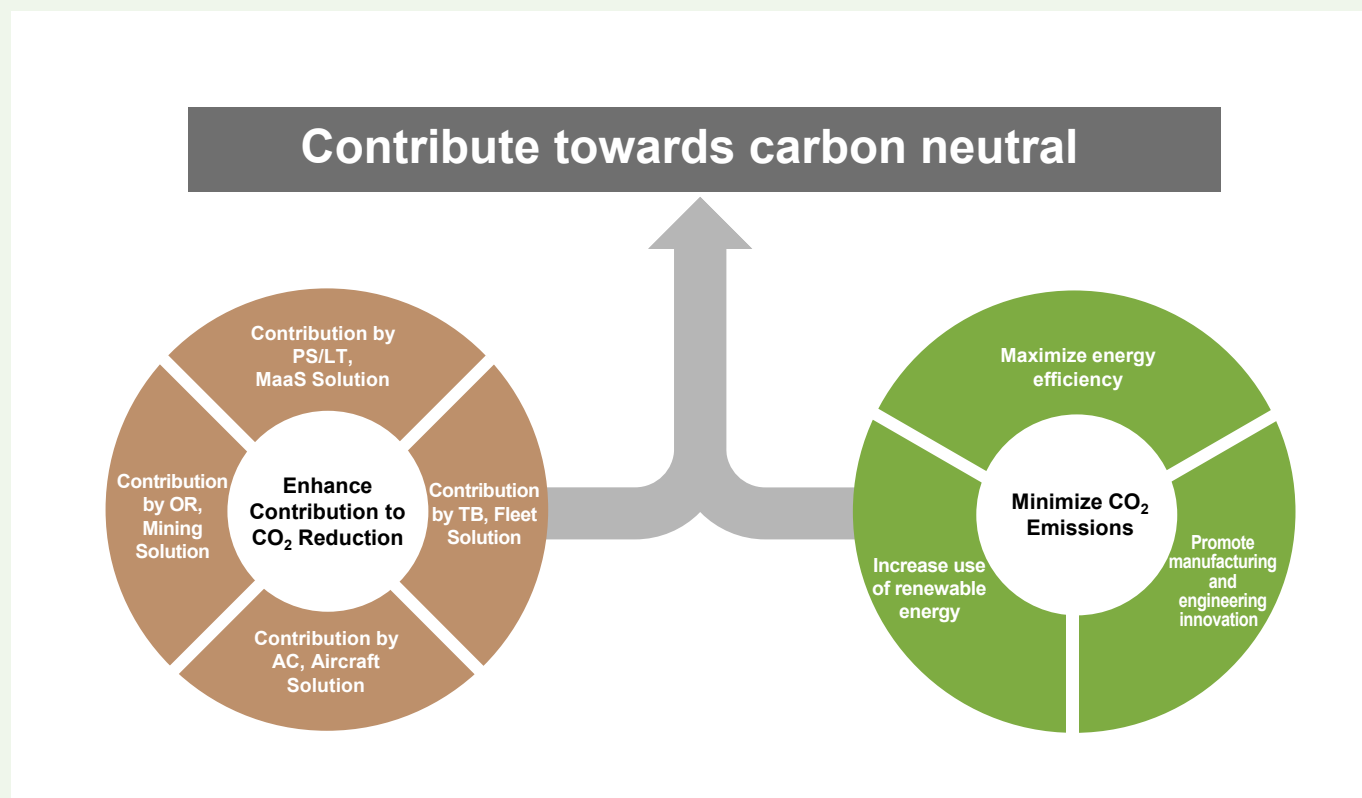 Contribute towards carbon neutral
Contribution by
PS/LT,
MaaS Solution
Contribution
by OR,
Mining
Solution
Enhance
Contribution to
CO₂ Reduction
Contribution
by TB, Fleet
Solution
Contribution by
AC, Aircraft
Solution
Maximize energy
efficiency
Minimize CO₂
Emissions
Increase use
of renewable
energy
Promote
manufacturing
and
engineering
innovation